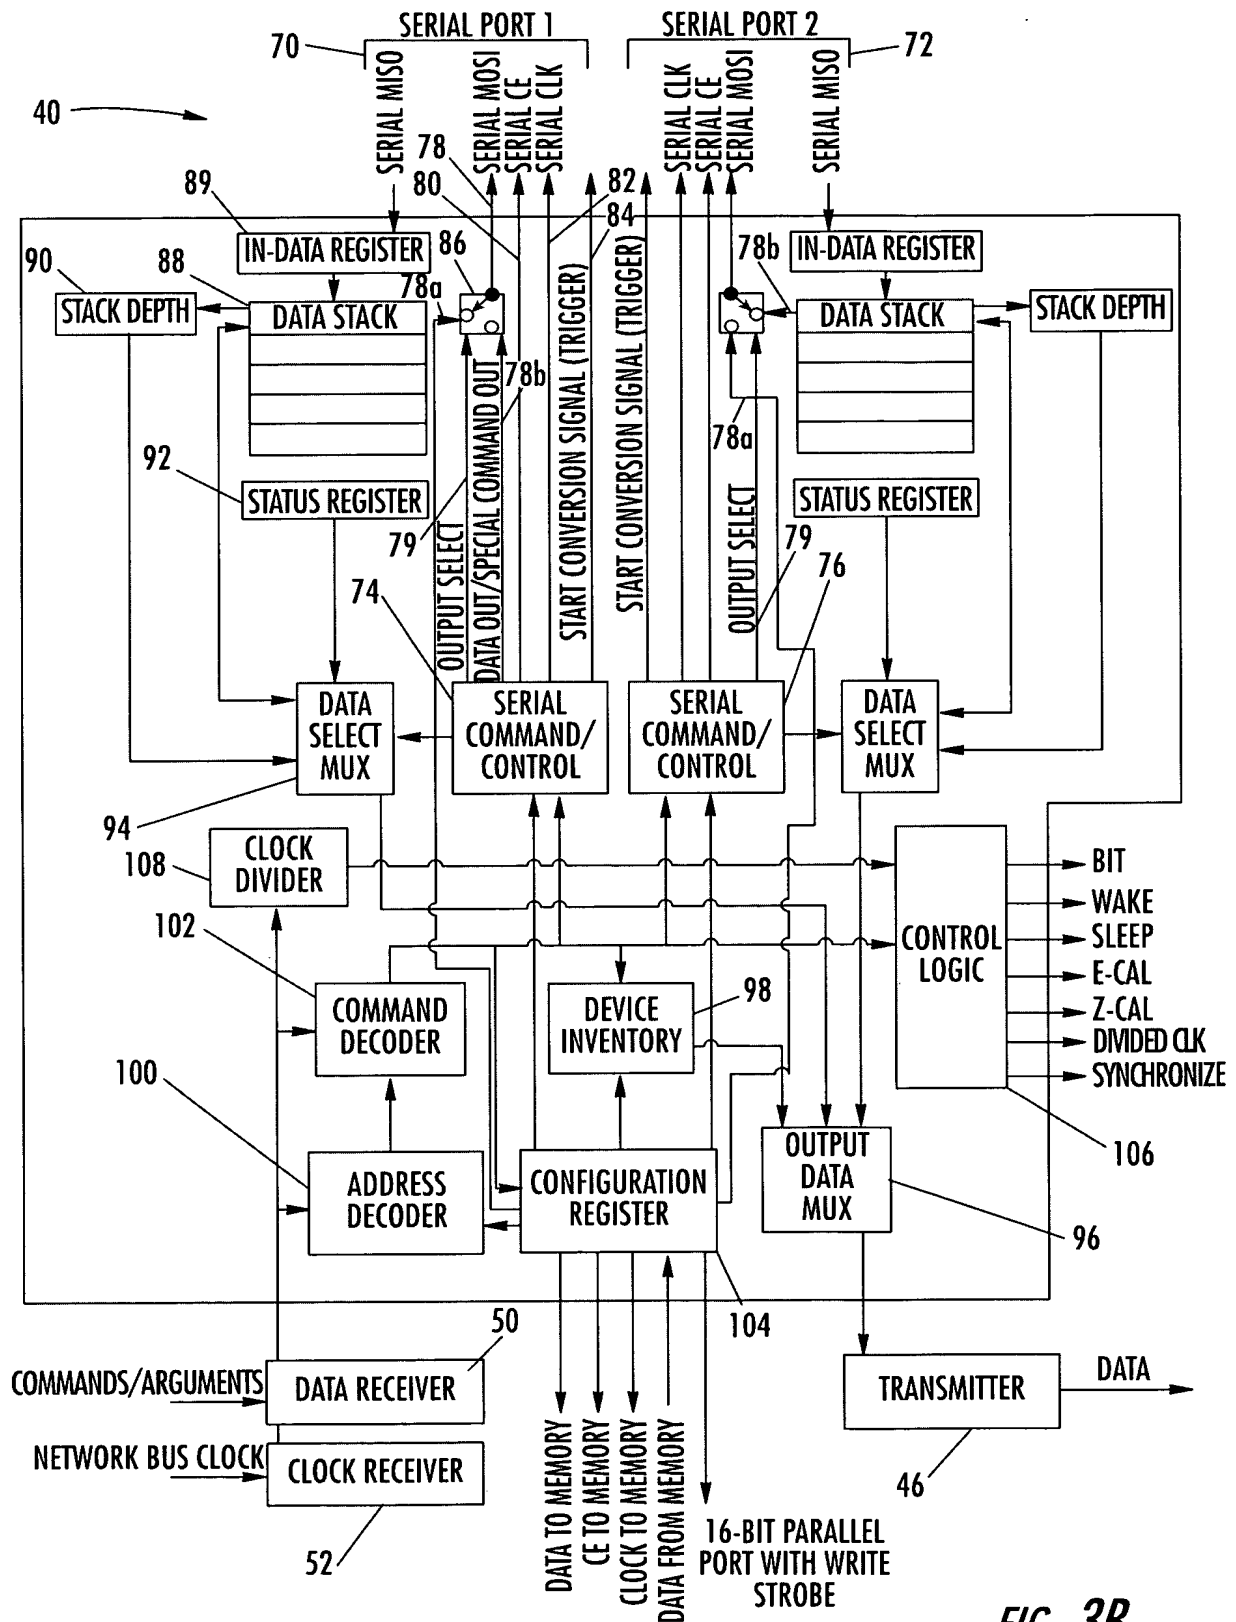 SERIAL PORT 1
SERIAL PORT 2
70
72
SERIAL MISO
SERIAL MOSI
SERIAL CE
SERIAL CLK
SERIAL CLK
SERIAL CE
SERIAL MOSI
SERIAL MISO
40
78
80
82
84
89
IN-DATA REGISTER
86
78b
IN-DATA REGISTER
90
88
78a
STACK DEPTH
DATA STACK
DATA STACK
STACK DEPTH
78b
78a
92
STATUS REGISTER
STATUS REGISTER
79
OUTPUT SELECT
DATA OUT/SPECIAL COMMAND OUT
START CONVERSION SIGNAL (TRIGGER)
START CONVERSION SIGNAL (TRIGGER)
OUTPUT SELECT
79
74
76
DATA
SELECT
MUX
SERIAL
COMMAND/
CONTROL
SERIAL
COMMAND/
CONTROL
DATA
SELECT
MUX
94
108
CLOCK
DIVIDER
102
COMMAND
DECODER
DEVICE
INVENTORY
98
CONTROL
LOGIC
BIT
WAKE
SLEEP
E-CAL
Z-CAL
DIVIDED CLK
SYNCHRONIZE
100
ADDRESS
DECODER
CONFIGURATION
REGISTER
OUTPUT
DATA
MUX
106
96
104
50
COMMANDS/ARGUMENTS
DATA RECEIVER
NETWORK BUS CLOCK
CLOCK RECEIVER
52
TRANSMITTER
DATA
46
DATA TO MEMORY
CE TO MEMORY
CLOCK TO MEMORY
DATA FROM MEMORY
16-BIT PARALLEL
PORT WITH WRITE
STROBE
FIG. 3B